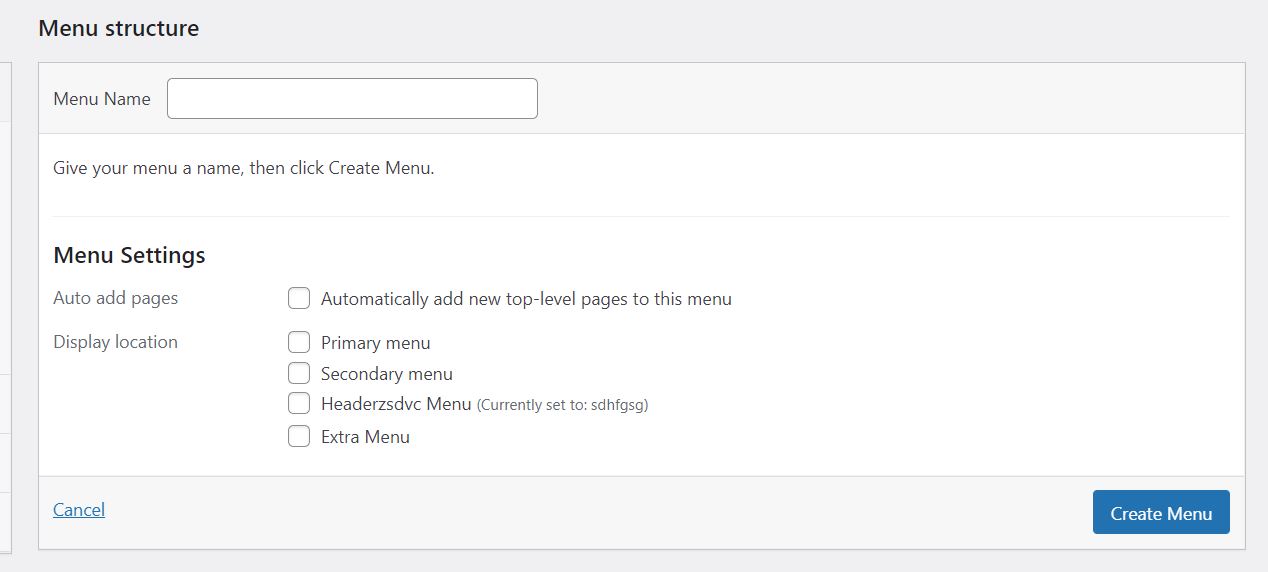 Menu structure
Menu Name
Give your menu a name, then click Create Menu.
Menu Settings
Auto add pages
Automatically add new top-level pages to this menu
Display location
Primary menu
Secondary menu
Headerzsdvc Menu (Currently set to: sdhfgsg)
Extra Menu
Cancel
Create Menu